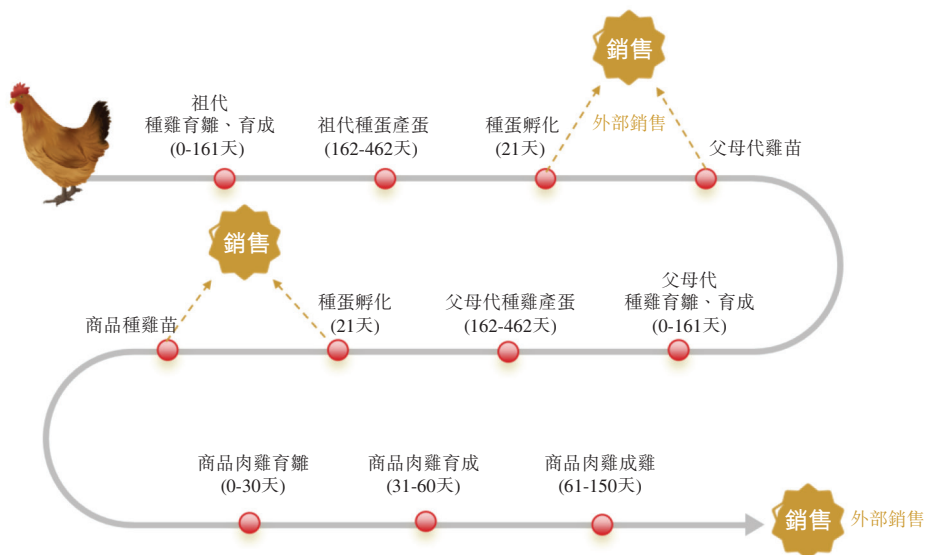 銷售
祖代
種雞育雛、育成
(0-161天)
祖代種蛋產蛋
(162-462天)
種蛋孵化
(21天)
外部銷售
父母代雞苗
銷售
商品種雞苗
種蛋孵化
(21天)
父母代種雞產蛋
(162-462天)
父母代
種雞育雛、育成
(0-161天)
商品肉雞育雛
(0-30天)
商品肉雞育成
(31-60天)
商品肉雞成雞
(61-150天)
銷售
外部銷售